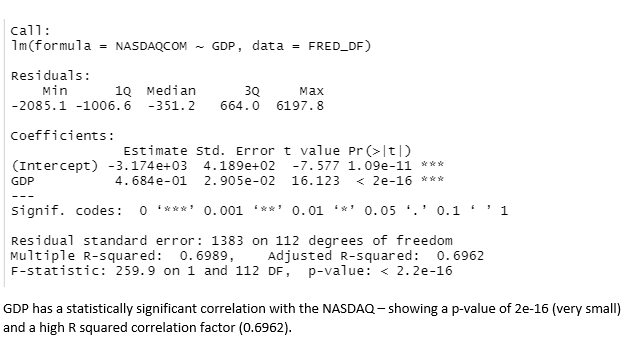 Call:
lm(formula = NASDAQCOM ~ GDP, data = FRED_DF)
Residuals:
Min 1Q Median 3Q Max
-2085.1 -1006.6 -351.2 664.0 6197.8
Coefficients:
Estimate Std. Error t value Pr(>|t|)
(Intercept) -3.174e+03 4.189e+02 -7.577 1.09e-11 ***
GDP 4.684e-01 2.905e-02 16.123 < 2e-16 ***
---
Signif. codes: 0 ‘***’ 0.001 ‘**’ 0.01 ‘*’ 0.05 ‘.’ 0.1 ‘ ’ 1
Residual standard error: 1383 on 112 degrees of freedom
Multiple R-squared: 0.6989, Adjusted R-squared: 0.6962
F-statistic: 259.9 on 1 and 112 DF, p-value: < 2.2e-16
GDP has a statistically significant correlation with the NASDAQ – showing a p-value of 2e-16 (very small)
and a high R squared correlation factor (0.6962).